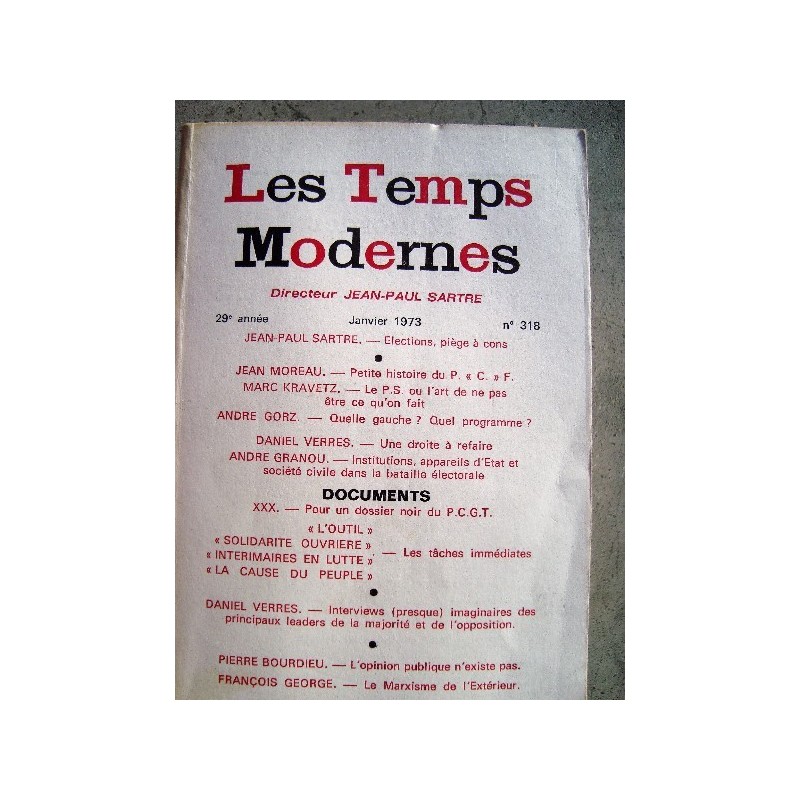 Les Temps
Modernes
Directeur JEAN-PAUL SARTRE
29e année Janvier 1973 n° 318
JEAN-PAUL SARTRE. — Elections, piège à cons
JEAN MOREAU. — Petite histoire du P. « C. » F.
MARC KRAVETZ. — Le P.S. ou l'art de ne pas
être ce qu'on fait
ANDRE GORZ. — Quelle gauche ? Quel programme ?
DANIEL VERRES. — Une droite à refaire
ANDRE GRANOU. — Institutions, appareils d'Etat et
société civile dans la bataille électorale
DOCUMENTS
XXX. — Pour un dossier noir du P.C.G.T.
« L'OUTIL »
« SOLIDARITE OUVRIERE »
« INTERIMAIRES EN LUTTE » — Les tâches immédiates
« LA CAUSE DU PEUPLE »
DANIEL VERRES. — Interviews (presque) imaginaires des
principaux leaders de la majorité et de l'opposition.
PIERRE BOURDIEU. — L'opinion publique n'existe pas.
FRANÇOIS GEORGE. — Le Marxisme de l'Extérieur.